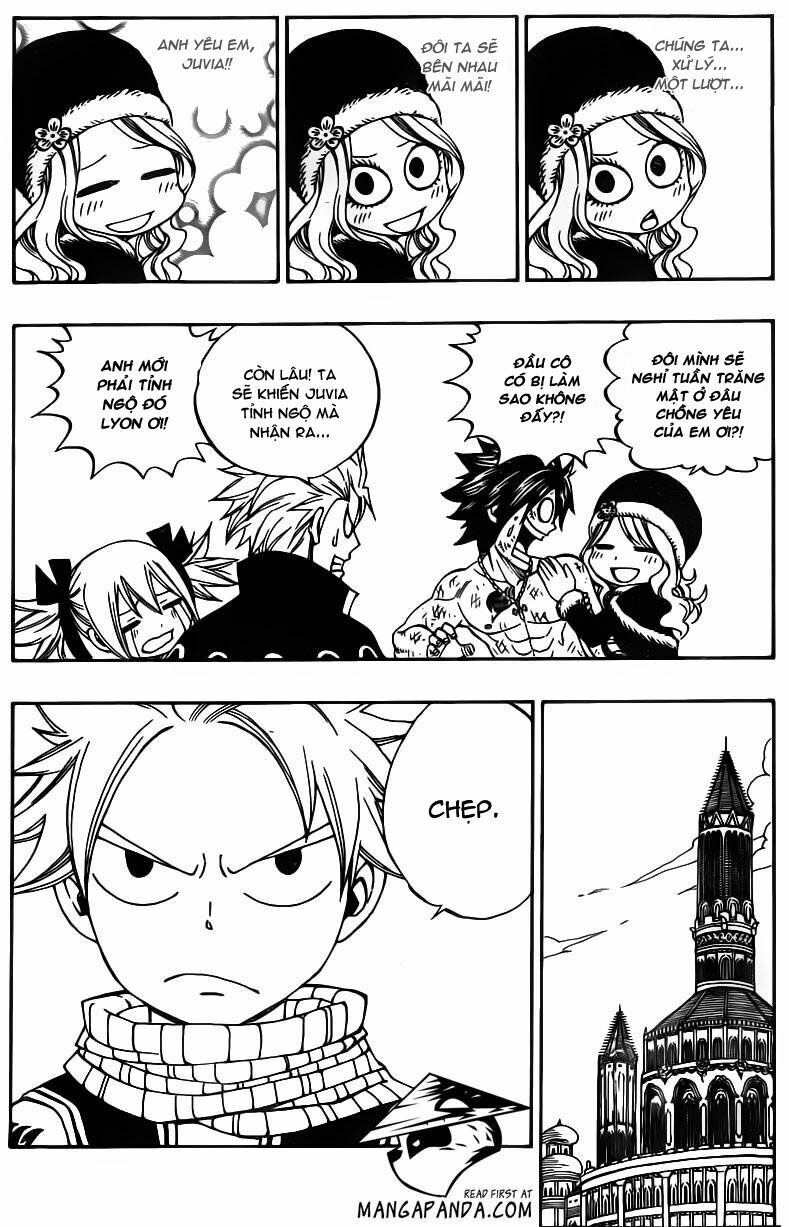 CHÚNG TA...
XỬ LÝ...
MỘT LƯỢT...
ĐÔI TA SẼ
BÊN NHAU
MÃI MÃI!
ANH YÊU EM,
JUVIA!!
ĐÔI MÌNH SẼ
NGHỈ TUẦN TRĂNG
MẬT Ở ĐÂU
CHỒNG YÊU
CỦA EM ƠI?!
ĐẦU CÔ
CÓ BỊ LÀM
SAO KHÔNG
ĐẤY?!
CÒN LÂU! TA
SẼ KHIẾN JUVIA
TỈNH NGỘ MÀ
NHẬN RA...
ANH MỚI
PHẢI TỈNH
NGỘ ĐÓ
LYON ƠI!
CHẸP.
READ FIRST AT
MANGAPANDA.COM